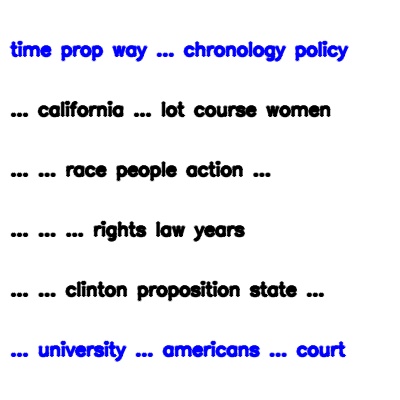 time prop way ... chronology policy
... california ... lot course women
... ... race people action ...
... ... ... rights law years
... ... clinton proposition state ...
... university ... americans ... court